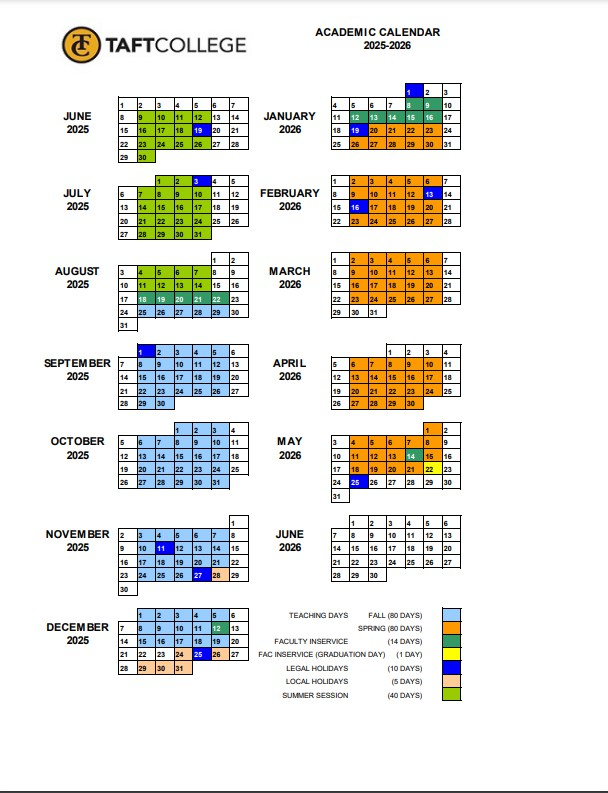 TAFTCOLLEGE
ACADEMIC CALENDAR
2025-2026
JUNE
2025
1 2 3 4 5 6 7
8 9 10 11 12 13 14
15 16 17 18 19 20 21
22 23 24 25 26 27 28
29 30
JANUARY
2026
1 2 3
4 5 6 7 8 9 10
11 12 13 14 15 16 17
18 19 20 21 22 23 24
25 26 27 28 29 30 31
JULY
2025
1 2 3 4 5
6 7 8 9 10 11 12
13 14 15 16 17 18 19
20 21 22 23 24 25 26
27 28 29 30 31
FEBRUARY
2026
1 2 3 4 5 6 7
8 9 10 11 12 13 14
15 16 17 18 19 20 21
22 23 24 25 26 27 28
AUGUST
2025
1 2
3 4 5 6 7 8 9
10 11 12 13 14 15 16
17 18 19 20 21 22 23
24 25 26 27 28 29 30
31
MARCH
2026
1 2 3 4 5 6 7
8 9 10 11 12 13 14
15 16 17 18 19 20 21
22 23 24 25 26 27 28
29 30 31
SEPTEMBER
2025
1 2 3 4 5 6
7 8 9 10 11 12 13
14 15 16 17 18 19 20
21 22 23 24 25 26 27
28 29 30
APRIL
2026
1 2 3 4
5 6 7 8 9 10 11
12 13 14 15 16 17 18
19 20 21 22 23 24 25
26 27 28 29 30
OCTOBER
2025
1 2 3 4
5 6 7 8 9 10 11
12 13 14 15 16 17 18
19 20 21 22 23 24 25
26 27 28 29 30 31
MAY
2026
1 2
3 4 5 6 7 8 9
10 11 12 13 14 15 16
17 18 19 20 21 22 23
24 25 26 27 28 29 30
31
NOVEMBER
2025
1
2 3 4 5 6 7 8
9 10 11 12 13 14 15
16 17 18 19 20 21 22
23 24 25 26 27 28 29
30
JUNE
2026
1 2 3 4 5 6
7 8 9 10 11 12 13
14 15 16 17 18 19 20
21 22 23 24 25 26 27
28 29 30
DECEMBER
2025
1 2 3 4 5 6
7 8 9 10 11 12 13
14 15 16 17 18 19 20
21 22 23 24 25 26 27
28 29 30 31
TEACHING DAYS FALL (80 DAYS)
SPRING (80 DAYS)
FACULTY INSERVICE (14 DAYS)
FAC INSERVICE (GRADUATION DAY) (1 DAY)
LEGAL HOLIDAYS (10 DAYS)
LOCAL HOLIDAYS (5 DAYS)
SUMMER SESSION (40 DAYS)